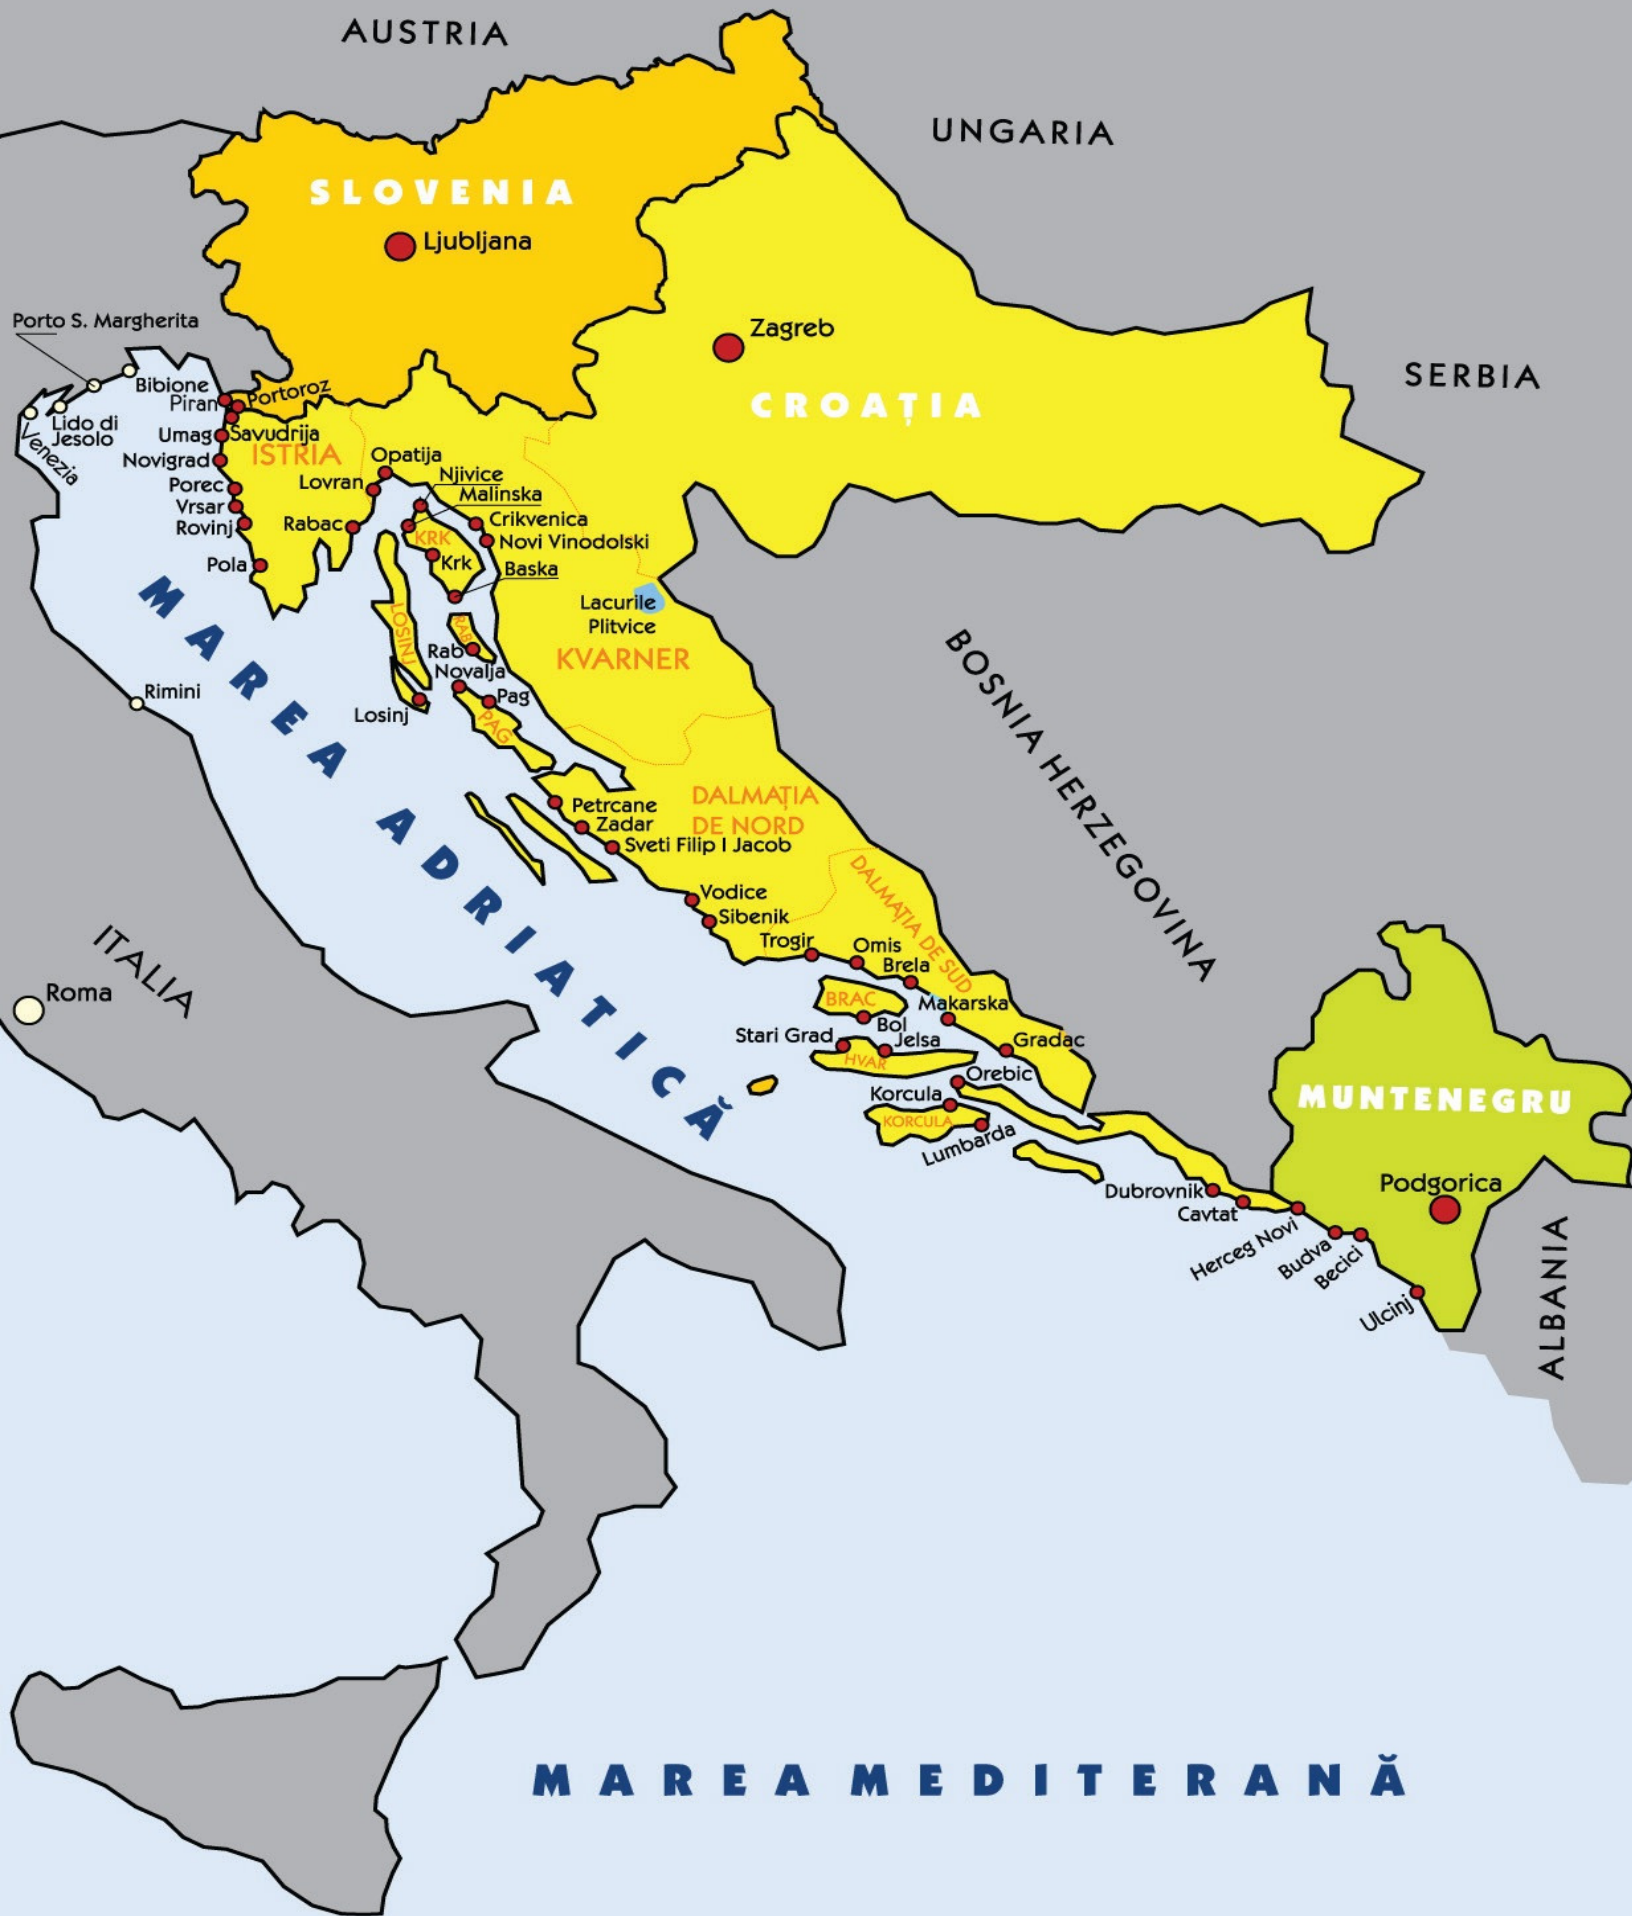 AUSTRIA
UNGARIA
SLOVENIA
Ljubljana
Porto S. Margherita
Zagreb
SERBIA
CROAȚIA
Bibione
Portoroz
Piran
Lido di
Jesolo
Venezia
Umag
Savudrija
ISTRIA
Novigrad
Opatija
Njivice
Lovran
Malinska
Porec
Vrsar
Rovinj
Rabac
Crikvenica
KRK
Novi Vinodolski
Krk
Pola
Baska
Lacurile
Plitvice
LOSINJ
RAB
Rab
KVARNER
Novalja
Rimini
Pag
Losinj
PAG
MAREA ADRIATICĂ
BOSNIA HERZEGOVINA
DALMAȚIA
DE NORD
Petrcane
Zadar
Sveti Filip I Jacob
DALMAȚIA DE SUD
Vodice
Sibenik
Trogir
Omis
Brela
ITALIA
Roma
BRAC
Makarska
Bol
Stari Grad
Jelsa
Gradac
HVAR
Orebic
Korcula
KORCULA
Lumbarda
MUNTENEGRU
Podgorica
Dubrovnik
Cavtat
Herceg Novi
Budva
Becici
Ulcinj
ALBANIA
MAREA MEDITERANĂ